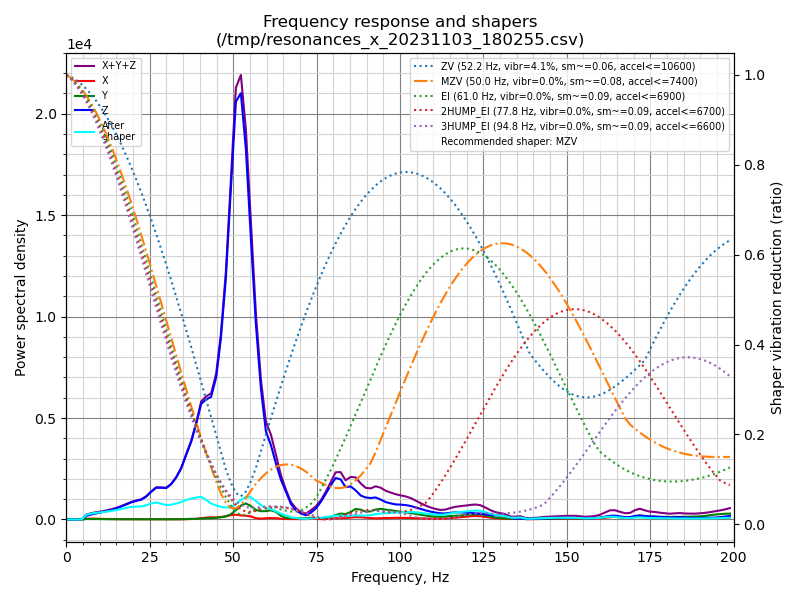 Frequency response and shapers
(/tmp/resonances_x_20231103_180255.csv)
1e4
X+Y+Z
X
Y
Z
After
shaper
ZV (52.2 Hz, vibr=4.1%, sm~=0.06, accel<=10600)
MZV (50.0 Hz, vibr=0.0%, sm~=0.08, accel<=7400)
EI (61.0 Hz, vibr=0.0%, sm~=0.09, accel<=6900)
2HUMP_EI (77.8 Hz, vibr=0.0%, sm~=0.09, accel<=6700)
3HUMP_EI (94.8 Hz, vibr=0.0%, sm~=0.09, accel<=6600)
Recommended shaper: MZV
Power spectral density
2.0
1.5
1.0
0.5
0.0
1.0
0.8
0.6
0.4
0.2
0.0
Shaper vibration reduction (ratio)
0 25 50 75 100 125 150 175 200
Frequency, Hz